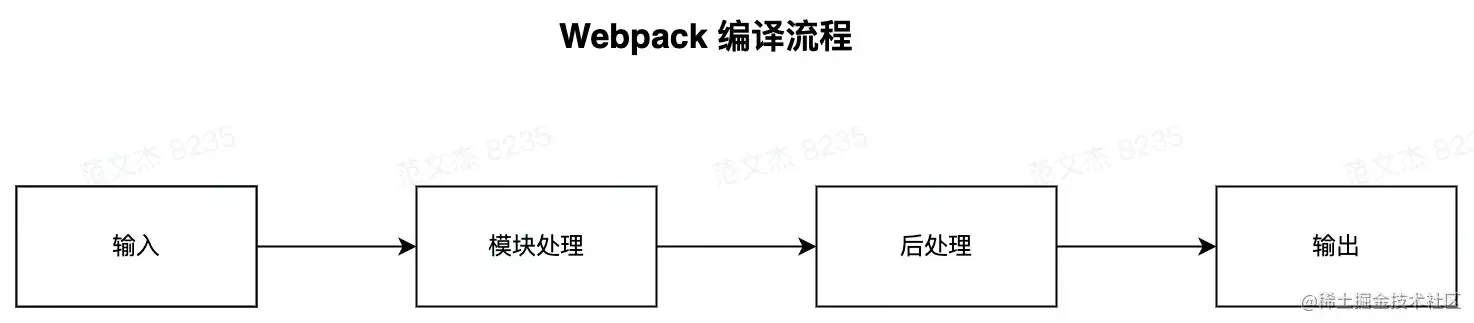 Webpack 编译流程
范文杰 8235
范文杰 8235
范文杰 8235
范文杰 8235
范文杰 823
输入
模块处理
后处理
输出
@稀土掘金技术社区